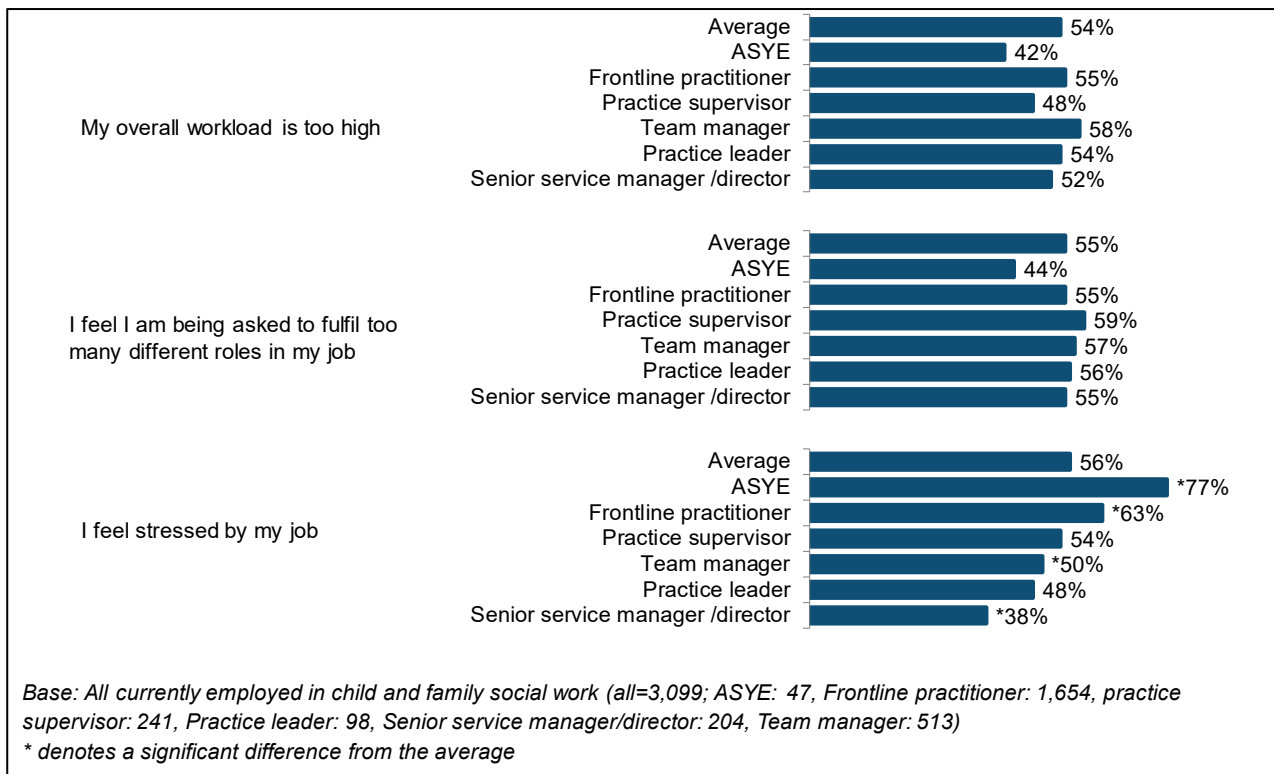 My overall workload is too high
Average 54%
ASYE 42%
Frontline practitioner 55%
Practice supervisor 48%
Team manager 58%
Practice leader 54%
Senior service manager /director 52%
I feel I am being asked to fulfil too
many different roles in my job
Average 55%
ASYE 44%
Frontline practitioner 55%
Practice supervisor 59%
Team manager 57%
Practice leader 56%
Senior service manager /director 55%
I feel stressed by my job
Average 56%
ASYE *77%
Frontline practitioner *63%
Practice supervisor 54%
Team manager *50%
Practice leader 48%
Senior service manager /director *38%
Base: All currently employed in child and family social work (all=3,099; ASYE: 47, Frontline practitioner: 1,654, practice
supervisor: 241, Practice leader: 98, Senior service manager/director: 204, Team manager: 513)
* denotes a significant difference from the average